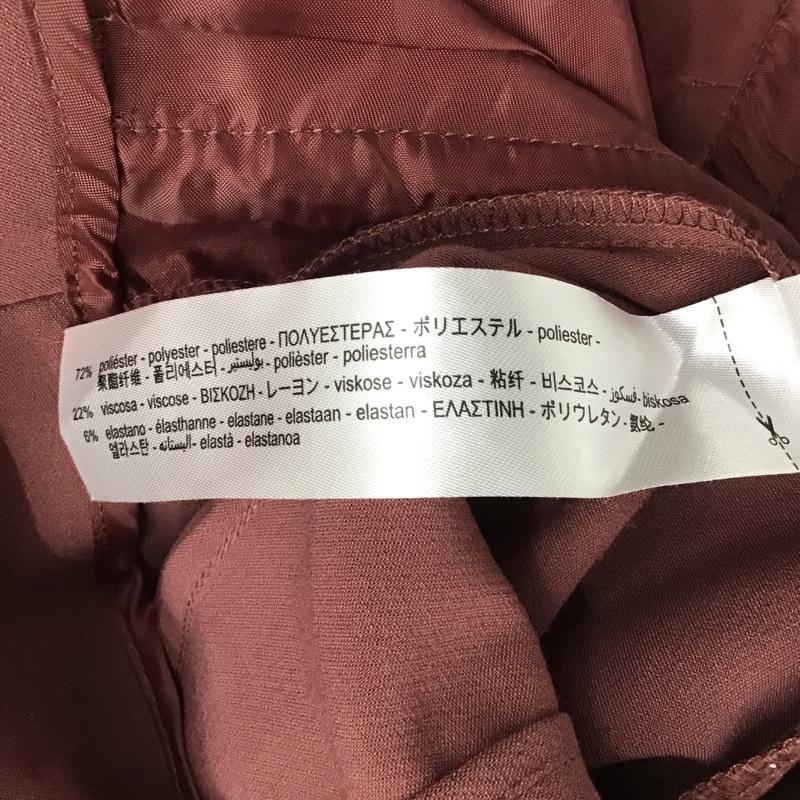 72% poliéster - polyester - poliestere - ΠΟΛΥΕΣΤΕΡΑΣ - ポリエステル - poliester -
聚酯纤维 - 폴리에스터 - بوليستير - polièster - poliesterra
22% viscosa - viscose - ΒΙΣΚΟΖΗ - レーヨン - viskose - viskoza - 粘纤 - 비스코스 - فسكوز - biskosa
6% elastano - élasthanne - elastane - elastaan - elastan - ΕΛΑΣΤΙΝΗ - ポリウレタン - 氨纶 -
엘라스탄 - اليستانه - elastà - elastanoa